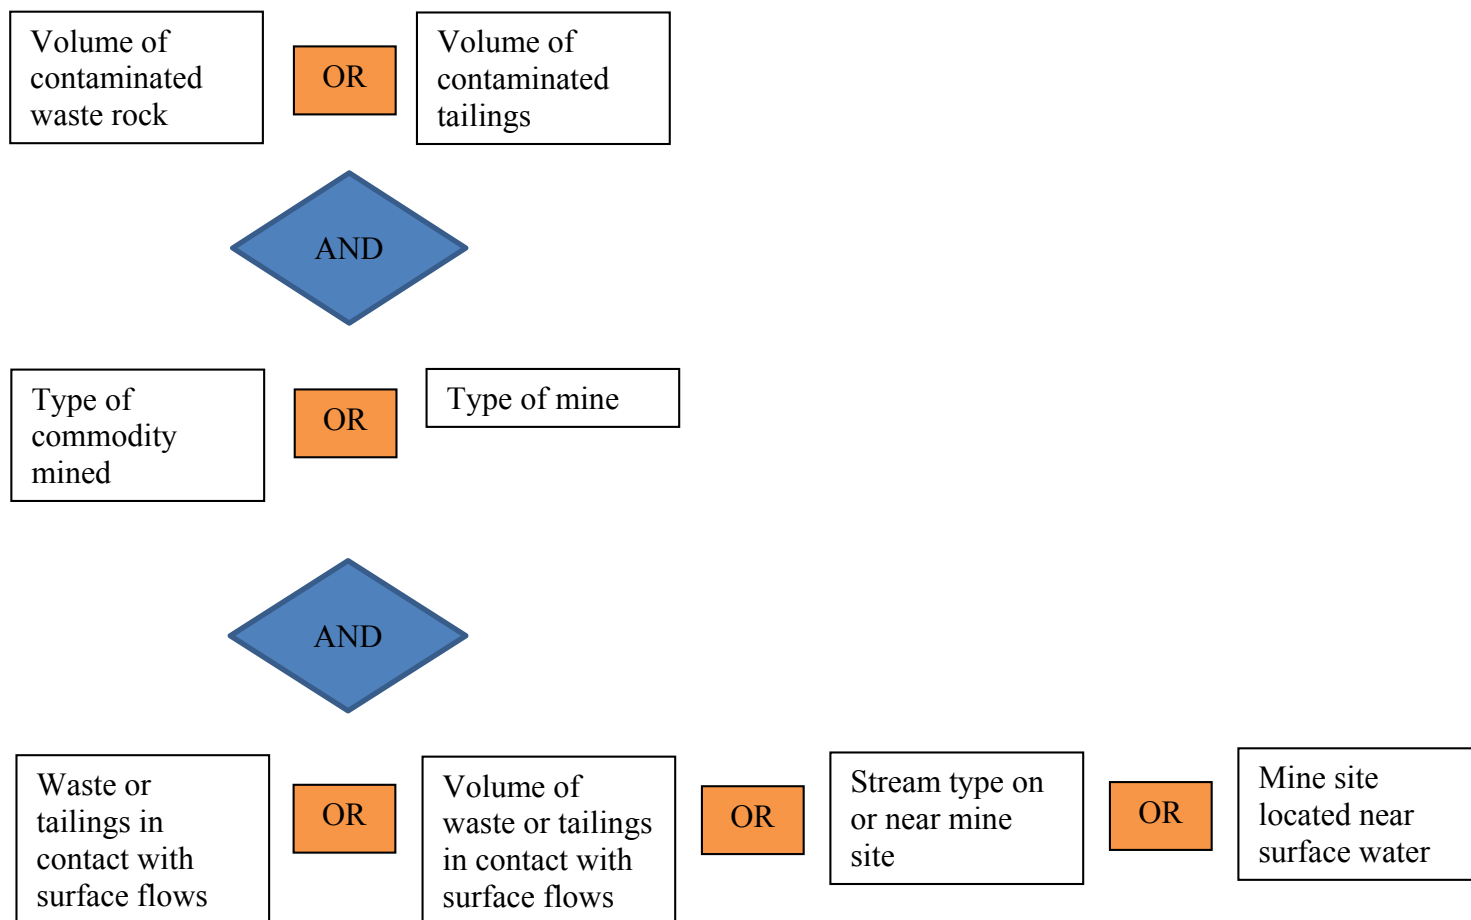 Volume of
contaminated
waste rock
OR
Volume of
contaminated
tailings
AND
Type of
commodity
mined
OR
Type of mine
AND
Waste or
tailings in
contact with
surface flows
OR
Volume of
waste or tailings
in contact with
surface flows
OR
Stream type on
or near mine
site
OR
Mine site
located near
surface water